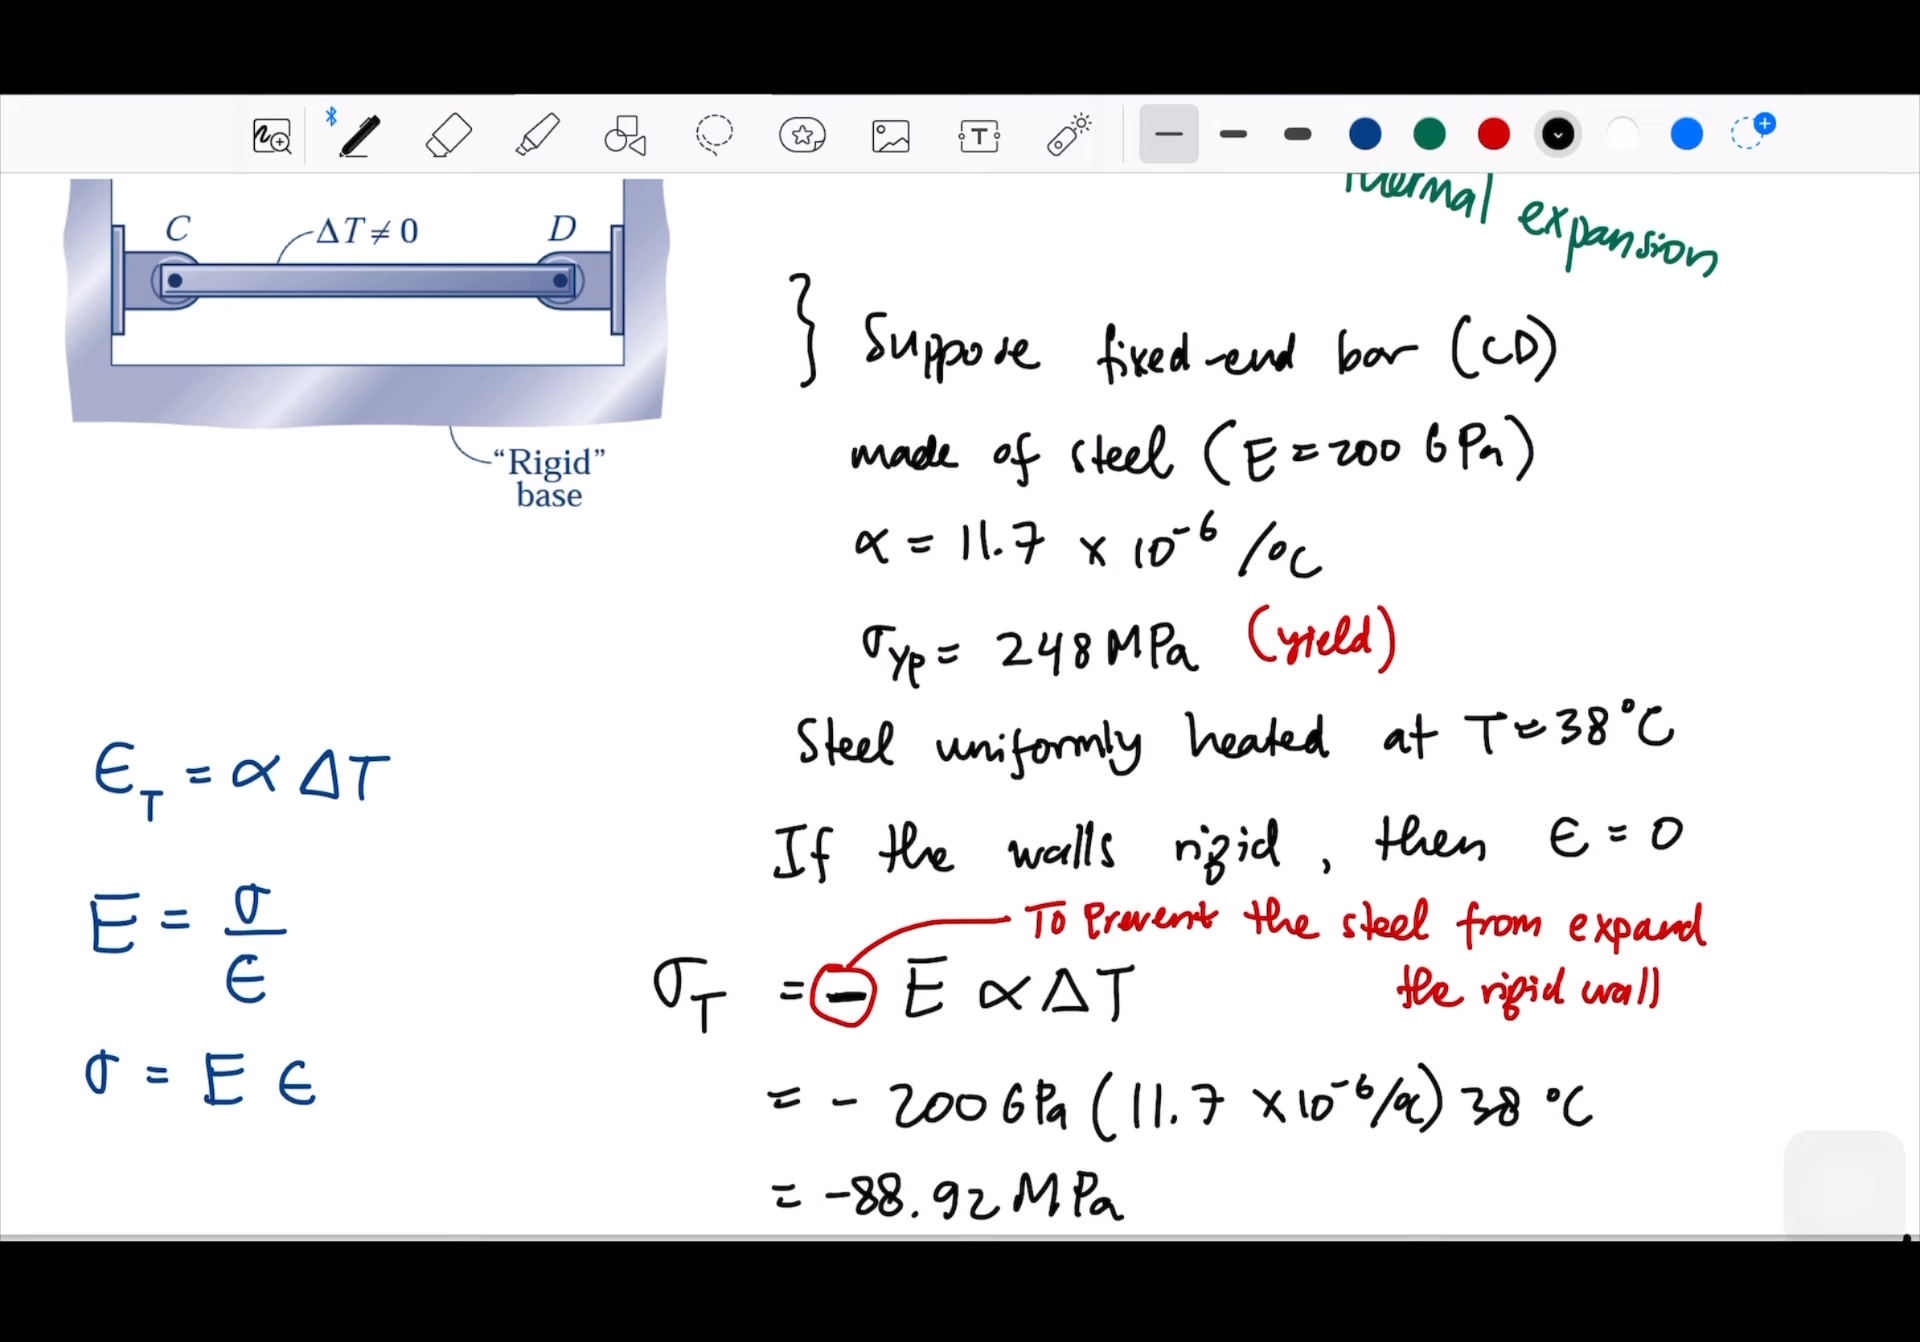 Thermal expansion
C ΔT ≠ 0 D
"Rigid"
base
} Suppose fixed-end bar (CD)
made of steel (E = 200 GPa)
α = 11.7 × 10⁻⁶ /°C
σyp = 248 MPa (yield)
Steel uniformly heated at T = 38°C
If the walls rigid, then ϵ = 0
To prevent the steel from expand
the rigid wall
σT = - E α ΔT
= - 200 GPa (11.7 × 10⁻⁶/°C) 38 °C
= -88.92 MPa
ϵT = α ΔT
E = σ/ϵ
σ = E ϵ